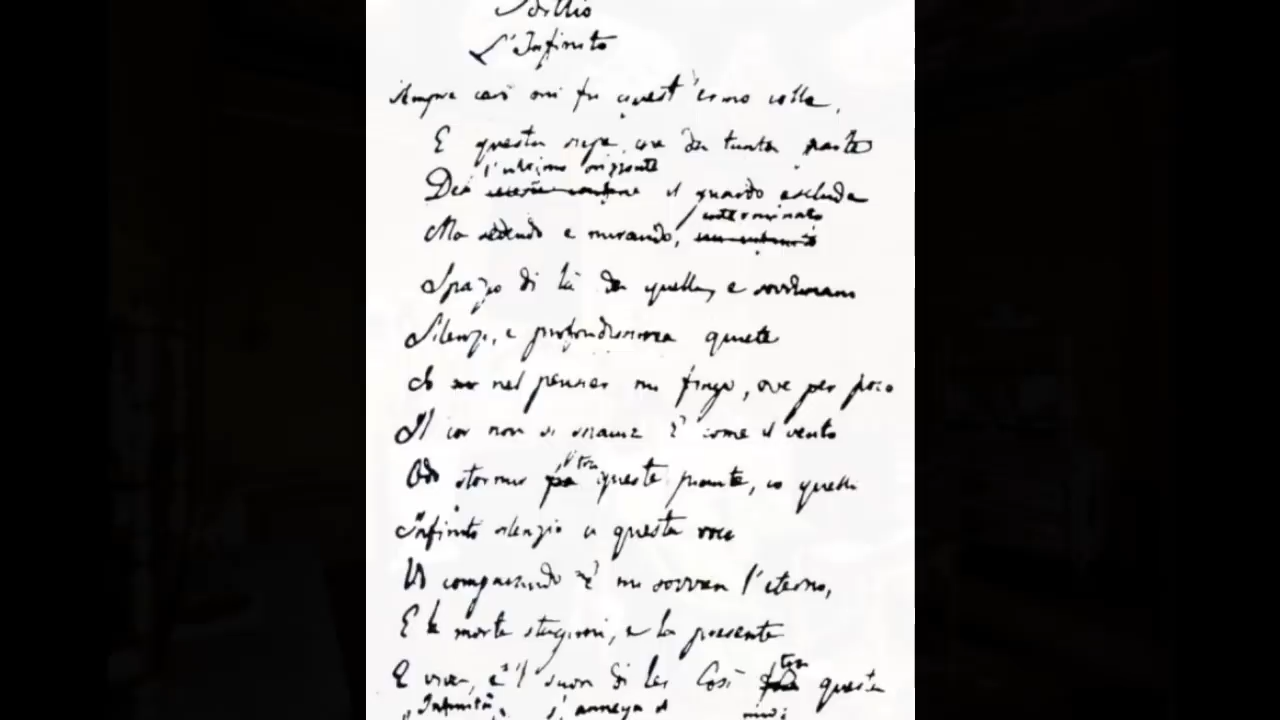 Idillio
L'Infinito
Sempre caro mi fu quest'ermo colle,
E questa siepe, che da tanta parte
l'ultimo orizzonte
Del il guardo esclude
interminato
Ma sedendo e mirando,
Spazio di là da quella, e sovrumani
Silenzi, e profondissima quiete
Io nel pensier mi fingo, ove per poco
Il cor non si spaura E come il vento
tra
Odo stormir queste piante, io quello
Infinito silenzio a questa voce
Vo comparando e mi sovvien l'eterno,
E le morte stagioni, e la presente
tra
E viva, e 'l suon di lei Così questa
Infinità s'annega il